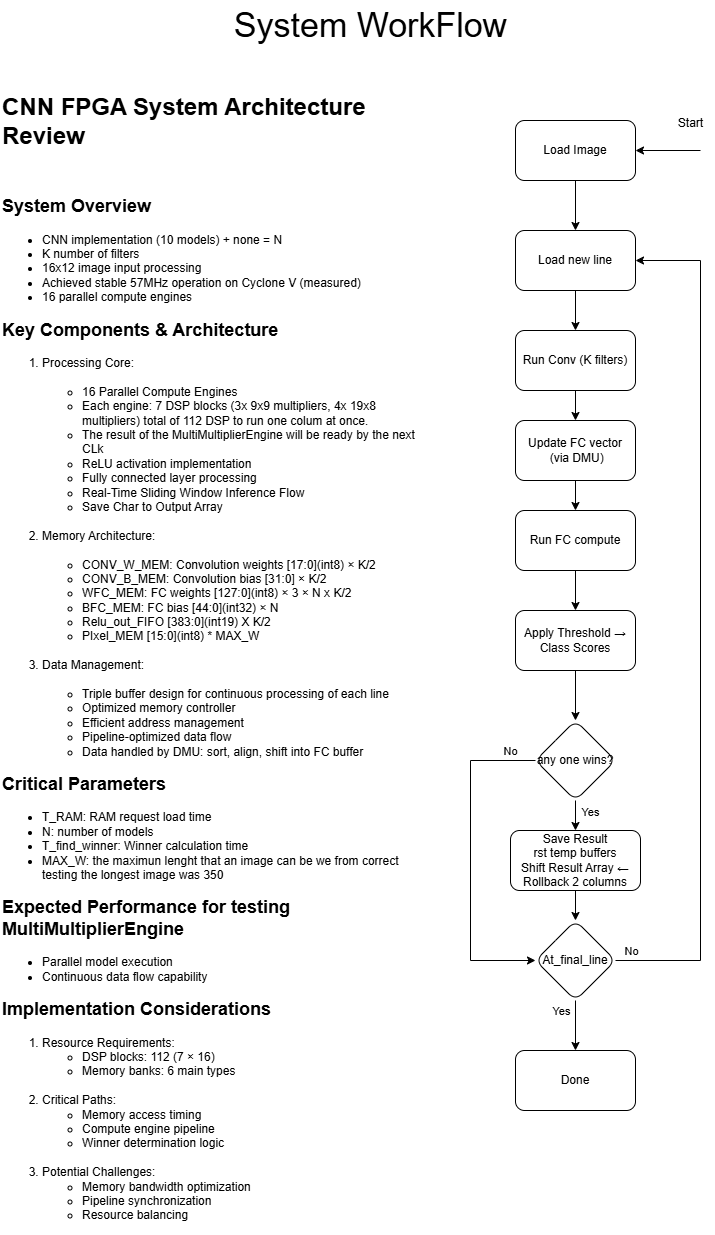 System WorkFlow
CNN FPGA System Architecture
Review
System Overview
CNN implementation (10 models) + none = N
K number of filters
16x12 image input processing
Achieved stable 57MHz operation on Cyclone V (measured)
16 parallel compute engines
Key Components & Architecture
1. Processing Core:
16 Parallel Compute Engines
Each engine: 7 DSP blocks (3x 9x9 multipliers, 4x 19x8
multipliers) total of 112 DSP to run one colum at once.
The result of the MultiMultiplierEngine will be ready by the next
CLk
ReLU activation implementation
Fully connected layer processing
Real-Time Sliding Window Inference Flow
Save Char to Output Array
2. Memory Architecture:
CONV_W_MEM: Convolution weights [17:0](int8) × K/2
CONV_B_MEM: Convolution bias [31:0] × K/2
WFC_MEM: FC weights [127:0](int8) × 3 × N x K/2
BFC_MEM: FC bias [44:0](int32) × N
Relu_out_FIFO [383:0](int19) X K/2
PIxel_MEM [15:0](int8) * MAX_W
3. Data Management:
Triple buffer design for continuous processing of each line
Optimized memory controller
Efficient address management
Pipeline-optimized data flow
Data handled by DMU: sort, align, shift into FC buffer
Critical Parameters
T_RAM: RAM request load time
N: number of models
T_find_winner: Winner calculation time
MAX_W: the maximun lenght that an image can be we from correct
testing the longest image was 350
Expected Performance for testing
MultiMultiplierEngine
Parallel model execution
Continuous data flow capability
Implementation Considerations
1. Resource Requirements:
DSP blocks: 112 (7 × 16)
Memory banks: 6 main types
2. Critical Paths:
Memory access timing
Compute engine pipeline
Winner determination logic
3. Potential Challenges:
Memory bandwidth optimization
Pipeline synchronization
Resource balancing
Start
Load Image
Load new line
Run Conv (K filters)
Update FC vector
(via DMU)
Run FC compute
Apply Threshold →
Class Scores
any one wins?
No
Yes
Save Result
rst temp buffers
Shift Result Array ←
Rollback 2 columns
At_final_line
No
Yes
Done